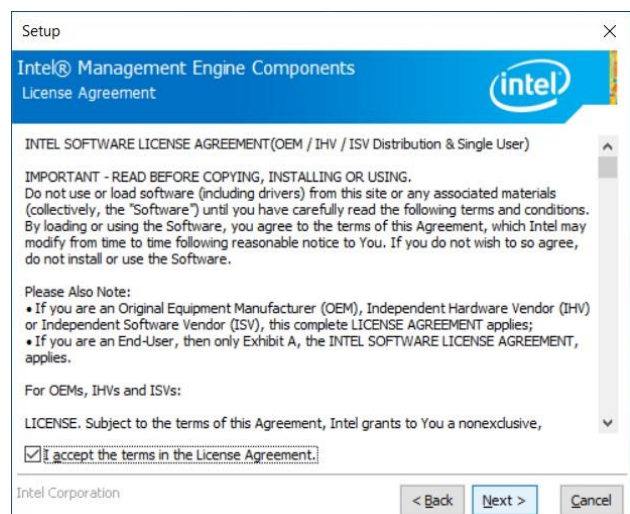 Setup
Intel® Management Engine Components
License Agreement
intel
INTEL SOFTWARE LICENSE AGREEMENT(OEM / IHV / ISV Distribution & Single User)
IMPORTANT - READ BEFORE COPYING, INSTALLING OR USING.
Do not use or load software (including drivers) from this site or any associated materials
(collectively, the "Software") until you have carefully read the following terms and conditions.
By loading or using the Software, you agree to the terms of this Agreement, which Intel may
modify from time to time following reasonable notice to You. If you do not wish to so agree,
do not install or use the Software.
Please Also Note:
• If you are an Original Equipment Manufacturer (OEM), Independent Hardware Vendor (IHV)
or Independent Software Vendor (ISV), this complete LICENSE AGREEMENT applies;
• If you are an End-User, then only Exhibit A, the INTEL SOFTWARE LICENSE AGREEMENT,
applies.
For OEMs, IHVs and ISVs:
LICENSE. Subject to the terms of this Agreement, Intel grants to You a nonexclusive,
I accept the terms in the License Agreement.
Intel Corporation
< Back Next > Cancel